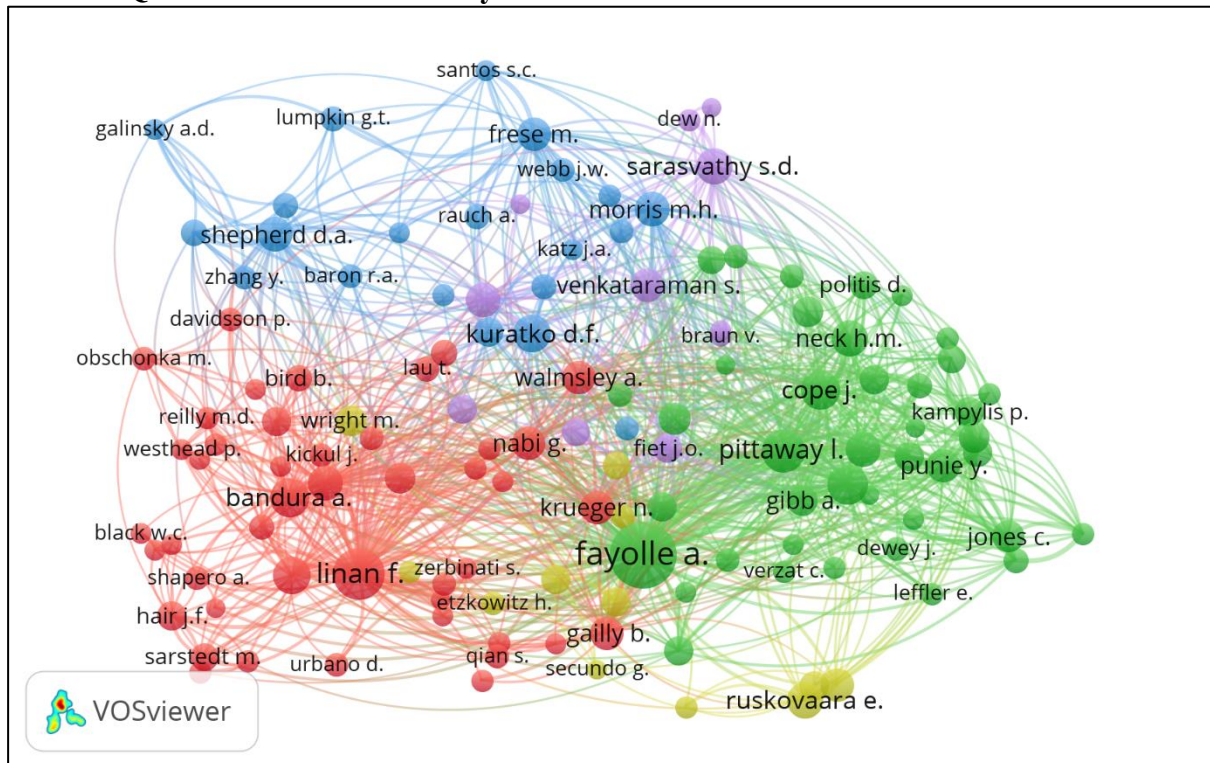 santos s.c.
galinsky a.d.
lumpkin g.t.
frese m.
dew n.
webb j.w.
sarasvathy s.d.
rauch a.
morris m.h.
shepherd d.a.
katz j.a.
zhang y.
baron r.a.
venkataraman s.
politis d.
davidsson p.
kuratko d.f.
braun v.
neck h.m.
obschonka m.
bird b.
lau t.
walmsley a.
cope j.
reilly m.d.
wright m.
kampylis p.
westhead p.
kickul j.
nabi g.
fiet j.o.
pittaway l.
punie y.
bandura a.
krueger n.
gibb a.
black w.c.
fayolle a.
dewey j.
jones c.
shapero a.
linan f.
zerbinati s.
verzat c.
leffler e.
hair j.f.
etzkowitz h.
gailly b.
sarstedt m.
urbano d.
qian s.
secundo g.
ruskovaara e.
VOSviewer